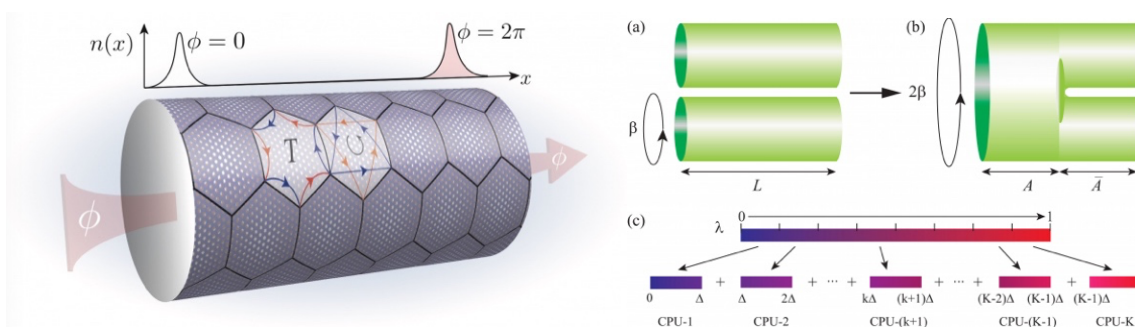 n(x)
ϕ = 0
ϕ = 2π
x
T
ϕ
ϕ
(a)
(b)
β
2β
L
A
Ā
(c)
λ
0
1
+ + ··· + + ··· + +
0 Δ Δ 2Δ kΔ (k+1)Δ (K-2)Δ (K-1)Δ (K-1)Δ
CPU-1 CPU-2 CPU-(k+1) CPU-(K-1) CPU-K